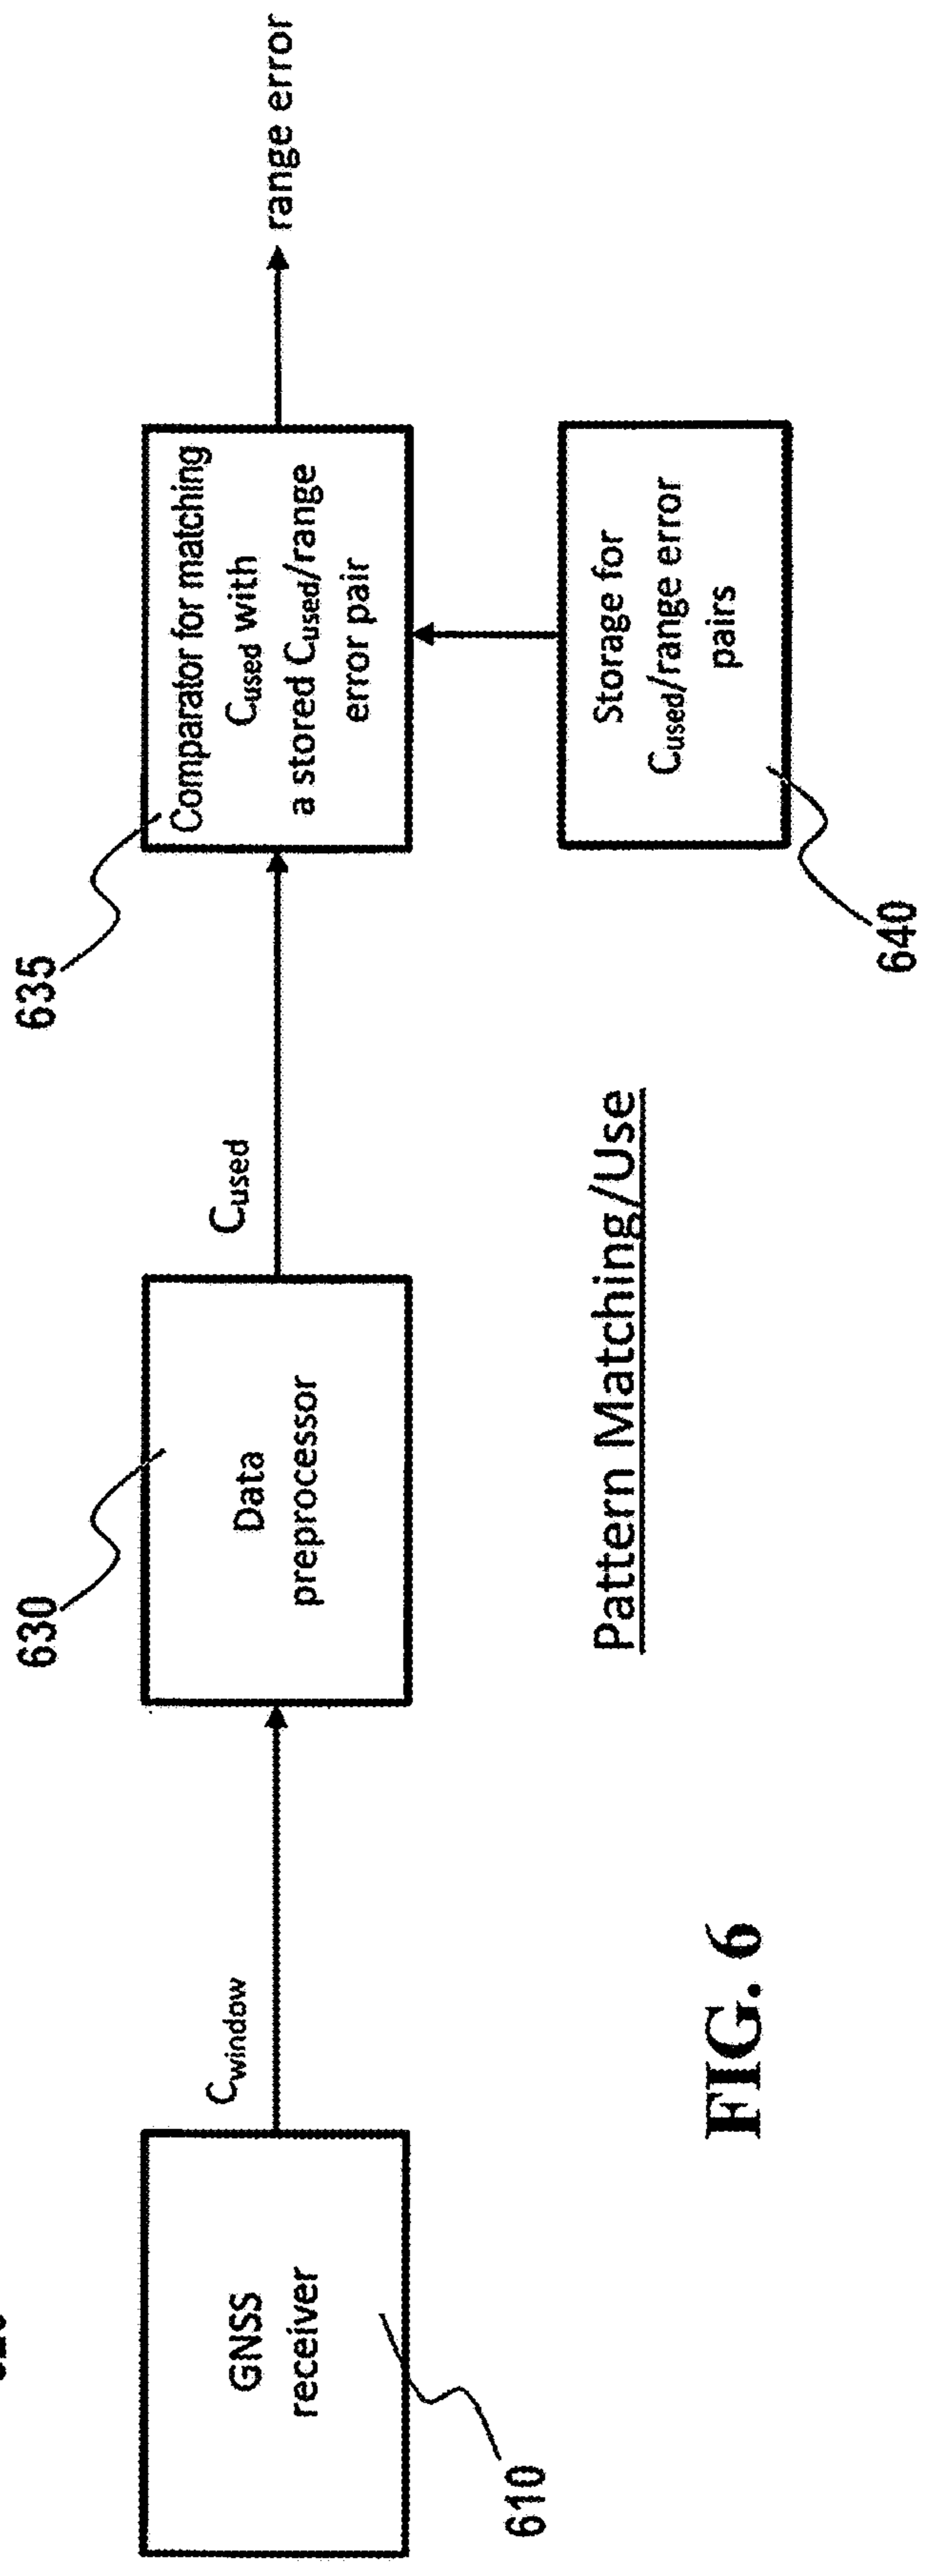 GNSS
receiver
610
Cwindow
630
Data
preprocessor
Cused
635
Comparator for matching
Cused with
a stored Cused/range
error pair
range error
Storage for
Cused/range error
pairs
640
Pattern Matching/Use
FIG. 6